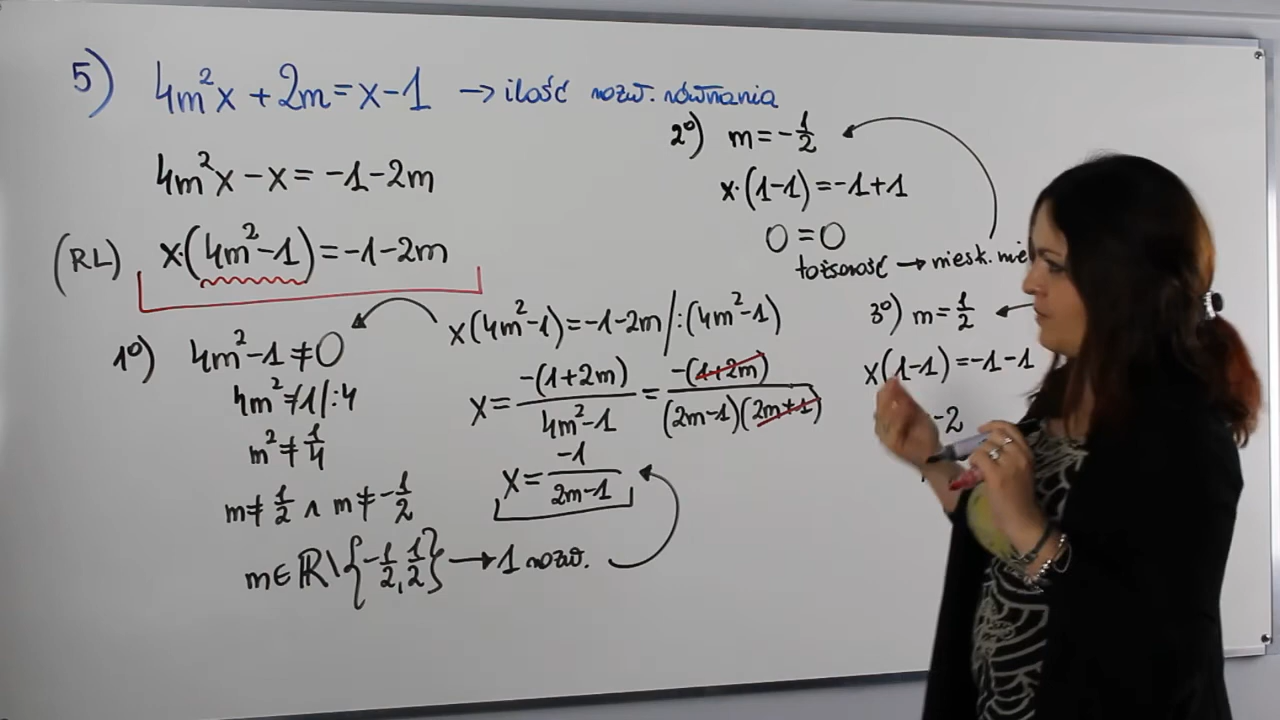 5) 4m²x + 2m = x - 1 → ilość rozw. równania
4m²x - x = -1 - 2m
(RL) x·(4m² - 1) = -1 - 2m
1°) 4m² - 1 ≠ 0
4m² ≠ 1 |:4
m² ≠ 1/4
m ≠ 1/2 ∧ m ≠ -1/2
m ∈ ℝ\{-1/2, 1/2} → 1 rozw.
x(4m² - 1) = -1 - 2m /:(4m² - 1)
x = -(1+2m)/(4m² - 1) = -(1+2m)/((2m-1)(2m+1))
x = -1/(2m-1)
2°) m = -1/2
x·(1-1) = -1+1
0 = 0
tożsamość → niesk.
3°) m = 1/2
x(1-1) = -1-1
-2